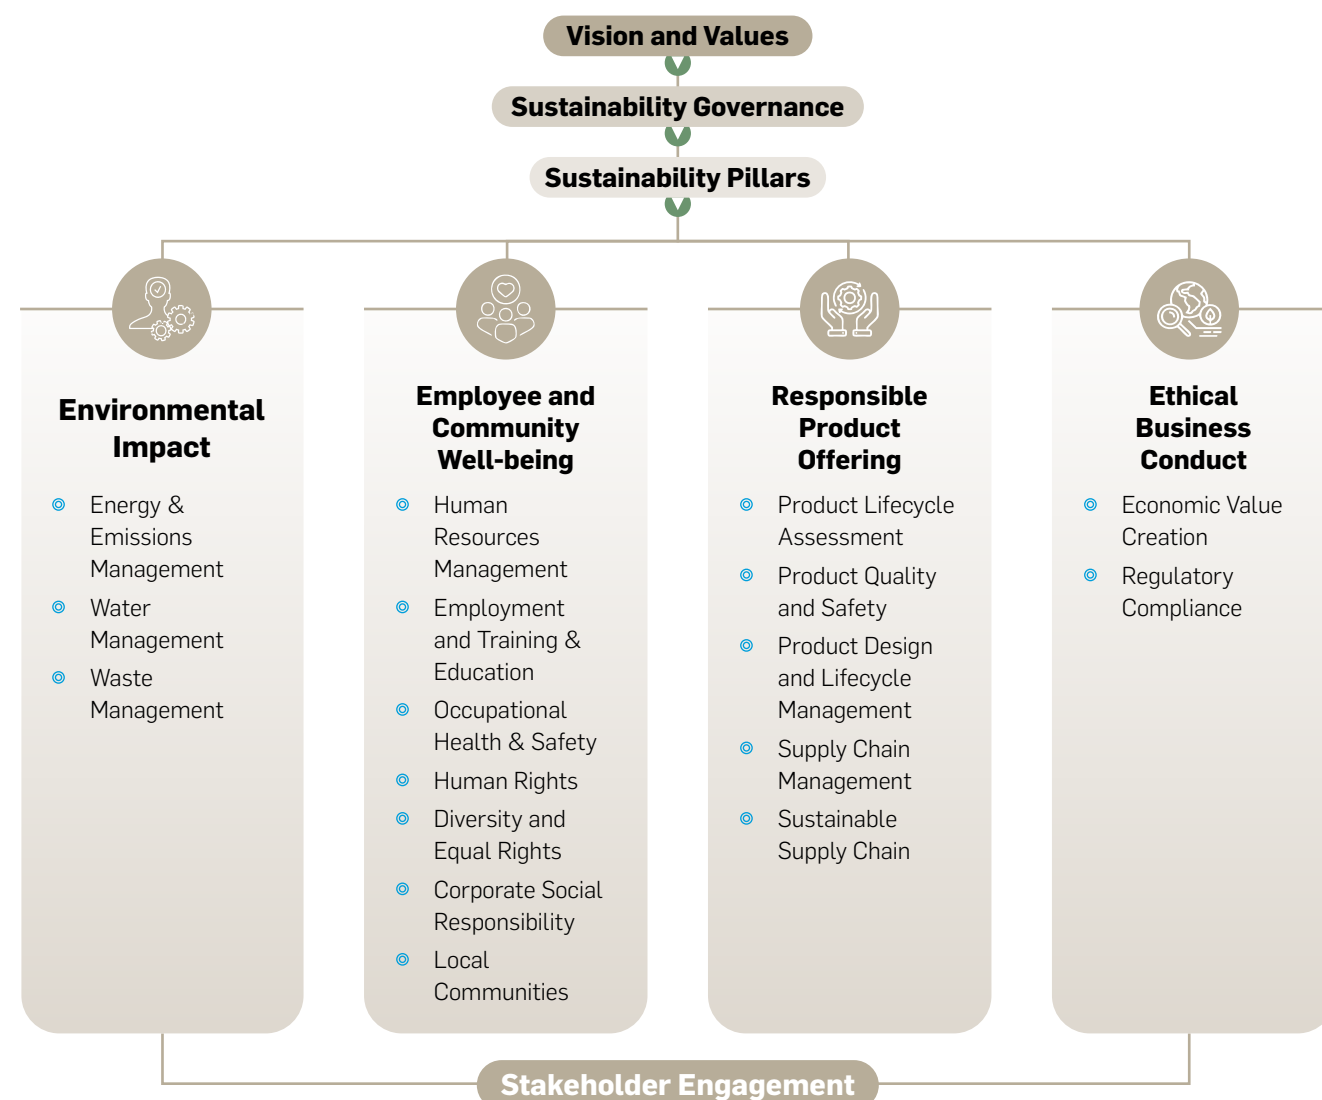 Vision and Values
Sustainability Governance
Sustainability Pillars
Environmental
Impact
Energy &
Emissions
Management
Water
Management
Waste
Management
Employee and
Community
Well-being
Human
Resources
Management
Employment
and Training &
Education
Occupational
Health & Safety
Human Rights
Diversity and
Equal Rights
Corporate Social
Responsibility
Local
Communities
Responsible
Product
Offering
Product Lifecycle
Assessment
Product Quality
and Safety
Product Design
and Lifecycle
Management
Supply Chain
Management
Sustainable
Supply Chain
Ethical
Business
Conduct
Economic Value
Creation
Regulatory
Compliance
Stakeholder Engagement